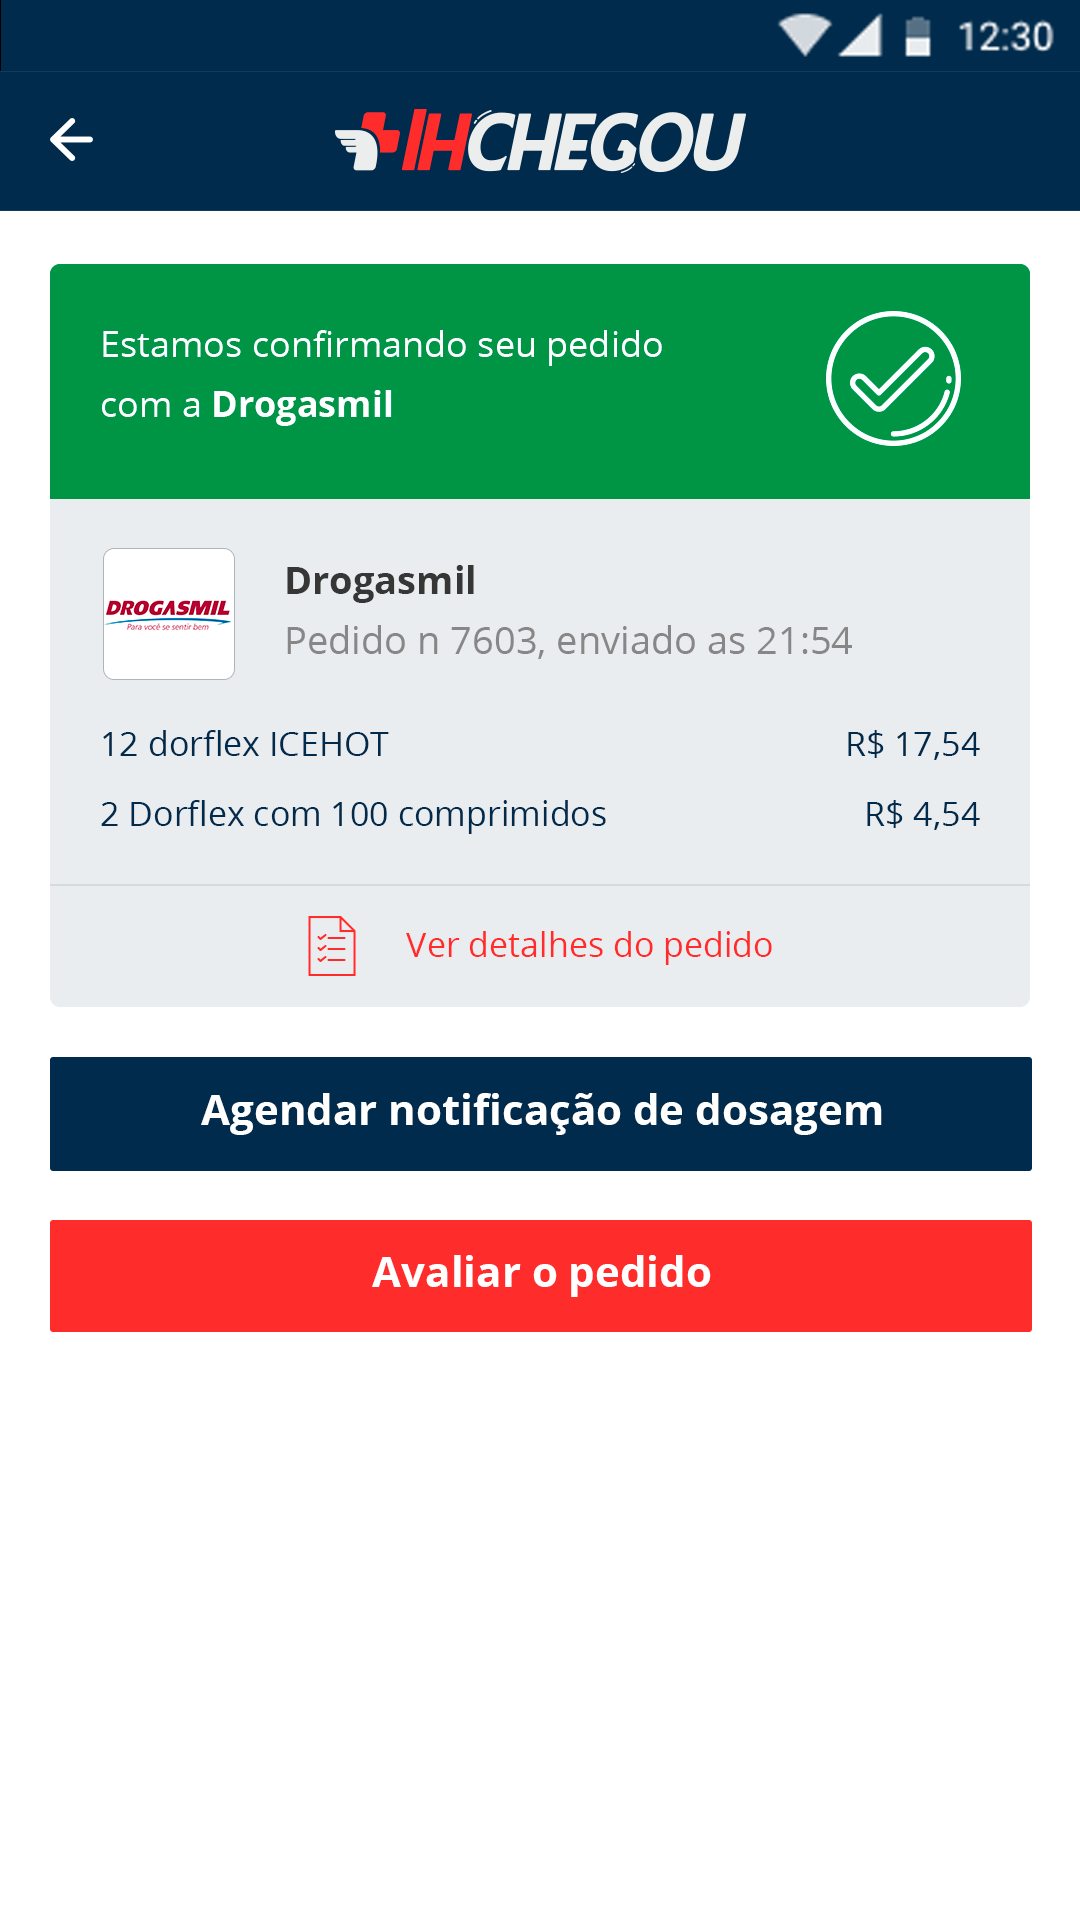 12:30
IHCHEGOU
Estamos confirmando seu pedido
com a Drogasmil
DROGASMIL
Para você se sentir bem
Drogasmil
Pedido n 7603, enviado as 21:54
12 dorflex ICEHOT R$ 17,54
2 Dorflex com 100 comprimidos R$ 4,54
Ver detalhes do pedido
Agendar notificação de dosagem
Avaliar o pedido